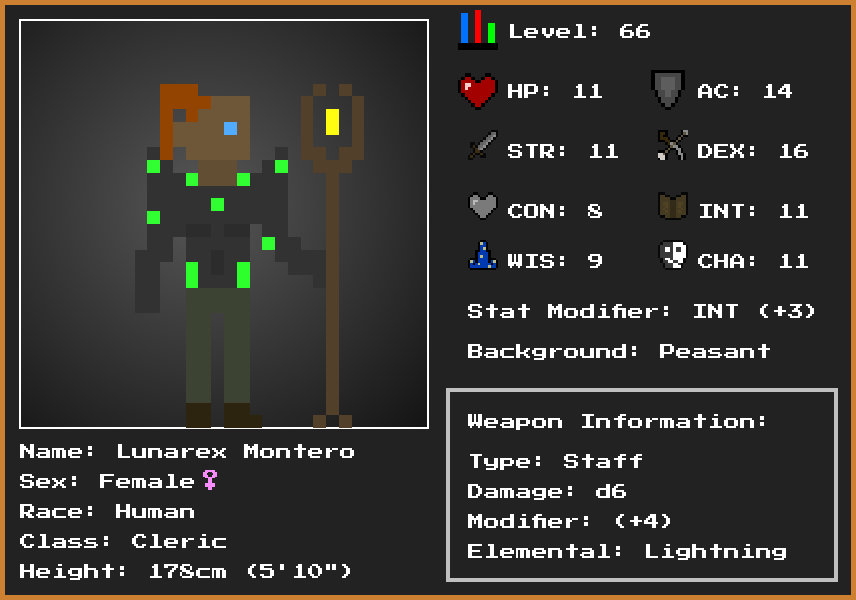 Level: 66
HP: 11 AC: 14
STR: 11 DEX: 16
CON: 8 INT: 11
WIS: 9 CHA: 11
Stat Modifier: INT (+3)
Background: Peasant
Weapon Information:
Type: Staff
Damage: d6
Modifier: (+4)
Elemental: Lightning
Name: Lunarex Montero
Sex: Female♀
Race: Human
Class: Cleric
Height: 178cm (5'10")